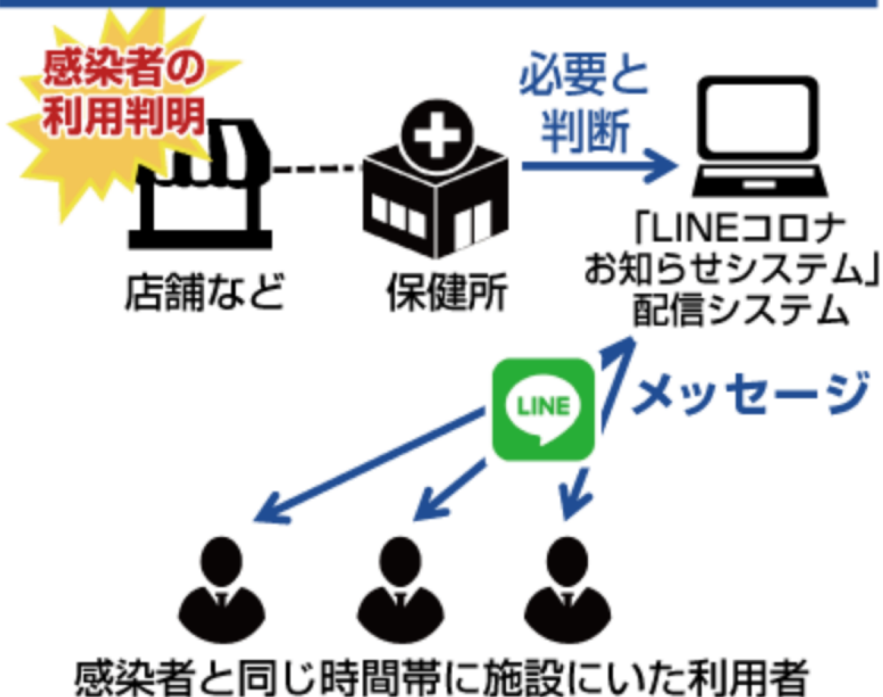 感染者の
利用判明
必要と
判断
店舗など
保健所
「LINEコロナ
お知らせシステム」
配信システム
LINE
メッセージ
感染者と同じ時間帯に施設にいた利用者